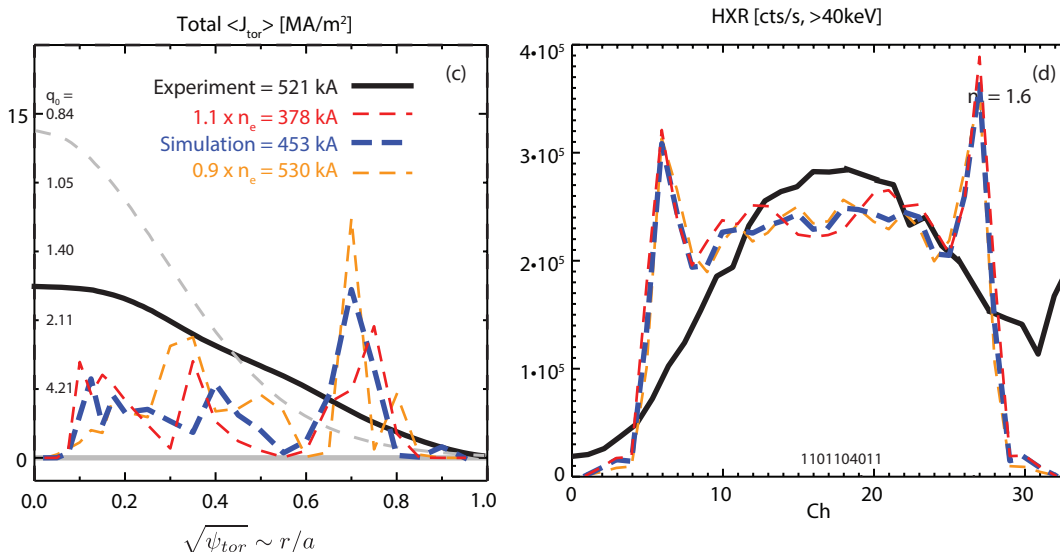 Total <J_tor> [MA/m²]
(c)
Experiment = 521 kA
1.1 x n_e = 378 kA
Simulation = 453 kA
0.9 x n_e = 530 kA
q_0 =
0.84
1.05
1.40
2.11
4.21
15
0
0.0 0.2 0.4 0.6 0.8 1.0
√ψ_tor ∼ r/a
HXR [cts/s, >40keV]
(d)
n = 1.6
4•10⁵
3•10⁵
2•10⁵
1•10⁵
0
1101104011
0 10 20 30
Ch